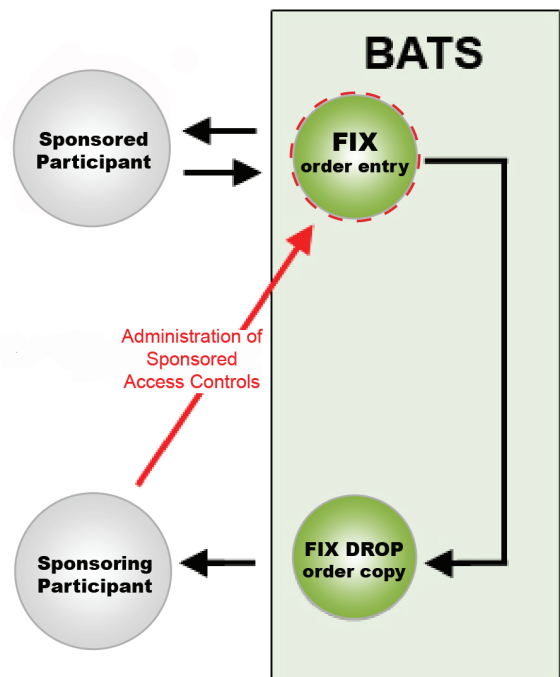 BATS
Sponsored
Participant
FIX
order entry
Administration of
Sponsored
Access Controls
Sponsoring
Participant
FIX DROP
order copy